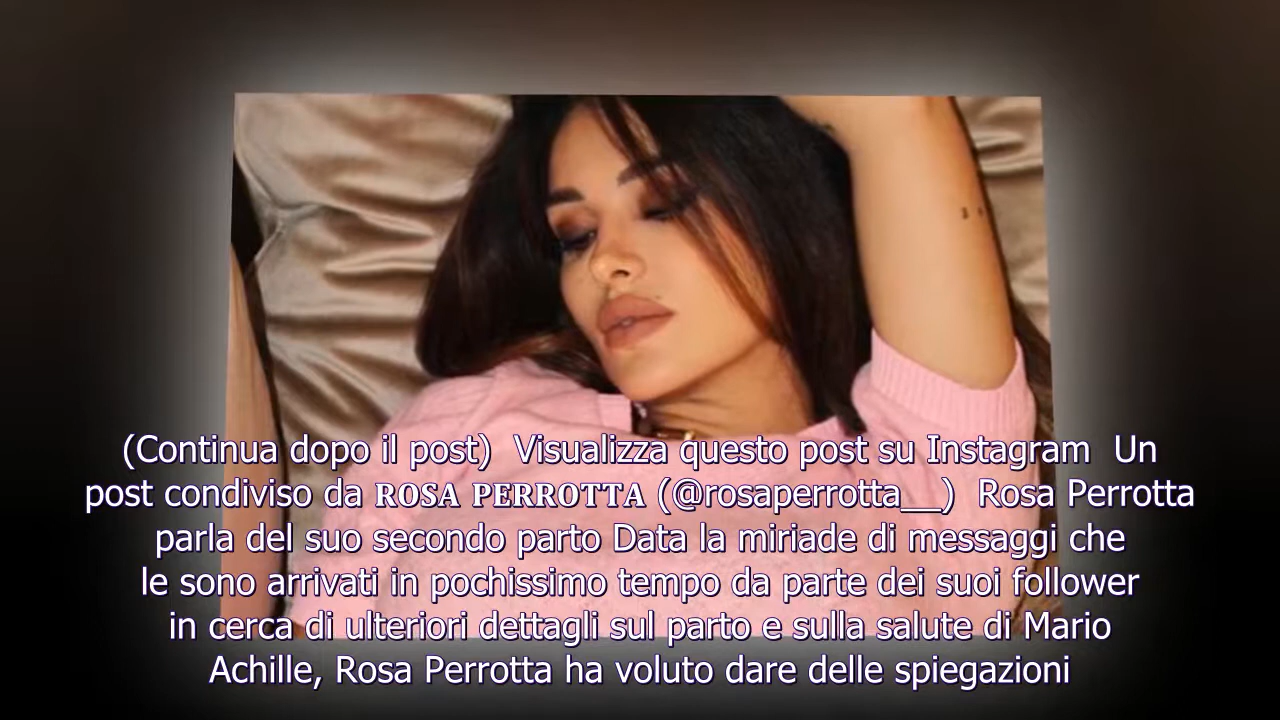 (Continua dopo il post)  Visualizza questo post su Instagram  Un
post condiviso da 𝐑𝐎𝐒𝐀 𝐏𝐄𝐑𝐑𝐎𝐓𝐓𝐀 (@rosaperrotta__)  Rosa Perrotta
parla del suo secondo parto Data la miriade di messaggi che
le sono arrivati in pochissimo tempo da parte dei suoi follower
in cerca di ulteriori dettagli sul parto e sulla salute di Mario
Achille, Rosa Perrotta ha voluto dare delle spiegazioni